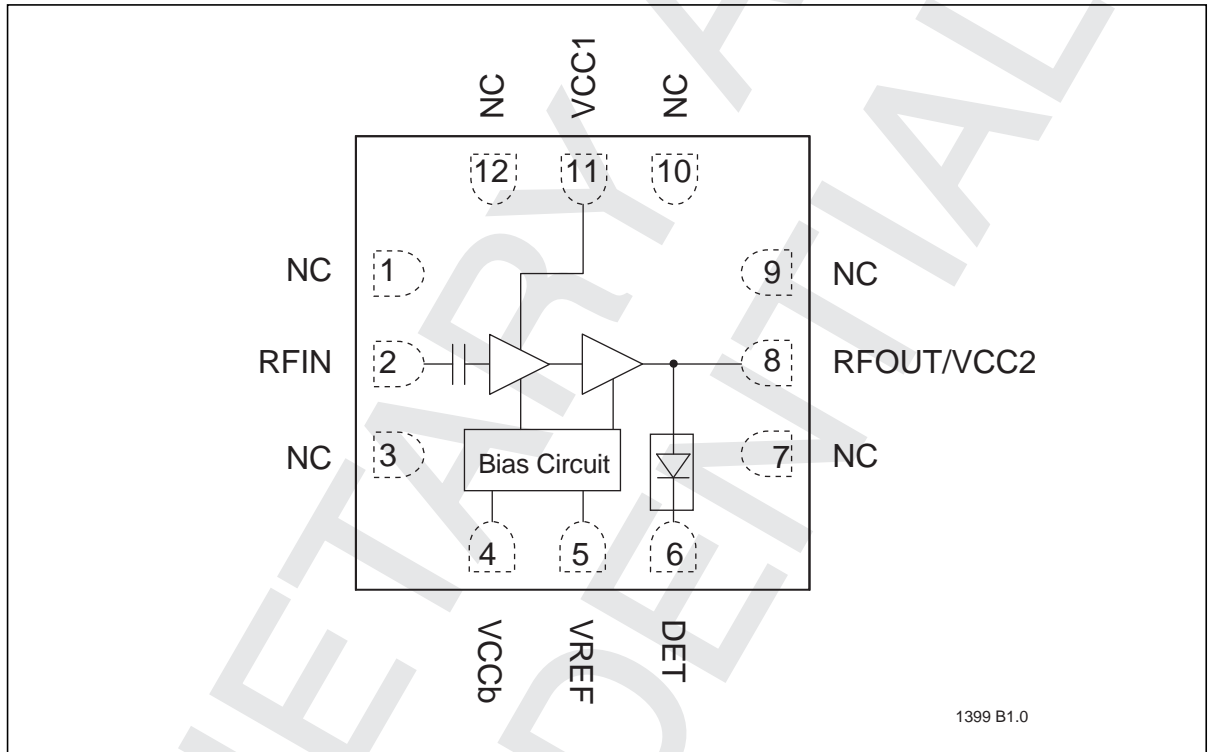 NC
VCC1
NC
12
11
10
NC
1
9
NC
RFIN
2
8
RFOUT/VCC2
NC
3
Bias Circuit
7
NC
4
5
6
VCCb
VREF
DET
1399 B1.0